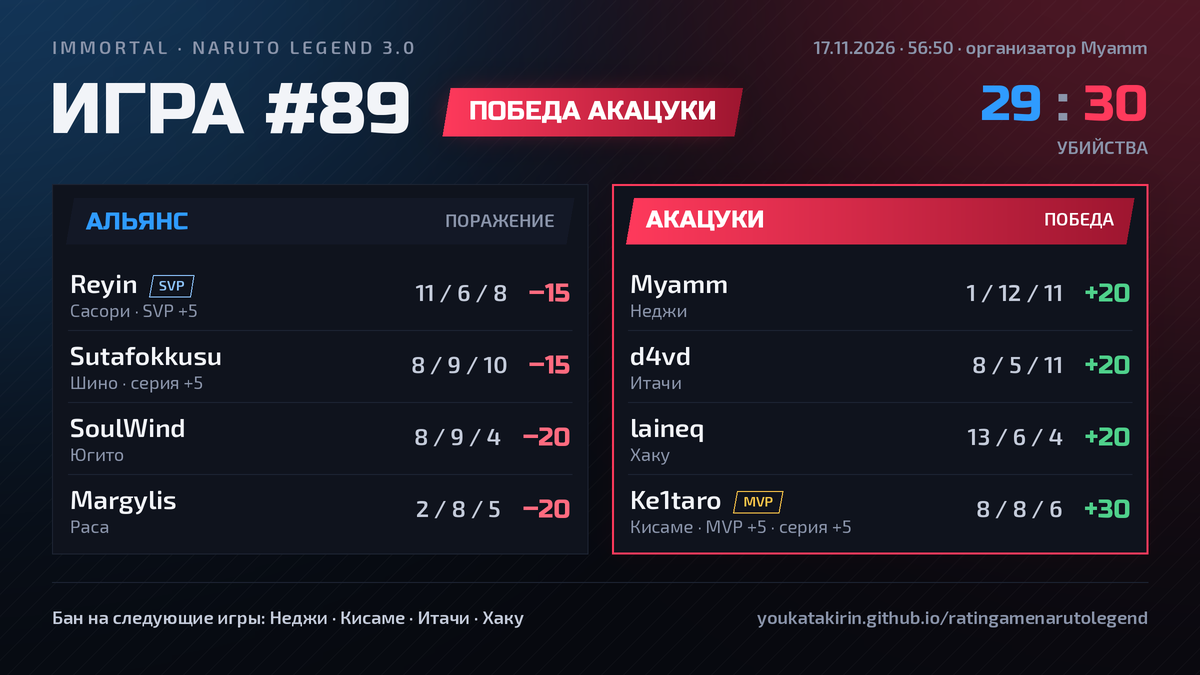 IMMORTAL · NARUTO LEGEND 3.0
17.11.2026 · 56:50 · организатор Myamm
ИГРА #89
ПОБЕДА АКАЦУКИ
29 : 30
УБИЙСТВА
АЛЬЯНС
ПОРАЖЕНИЕ
Reyin SVP
11 / 6 / 8 −15
Сасори · SVP +5
Sutafokkusu
8 / 9 / 10 −15
Шино · серия +5
SoulWind
8 / 9 / 4 −20
Югито
Margylis
2 / 8 / 5 −20
Раса
АКАЦУКИ
ПОБЕДА
Myamm
1 / 12 / 11 +20
Неджи
d4vd
8 / 5 / 11 +20
Итачи
laineq
13 / 6 / 4 +20
Хаку
Ke1taro MVP
8 / 8 / 6 +30
Кисаме · MVP +5 · серия +5
Бан на следующие игры: Неджи · Кисаме · Итачи · Хаку
youkatakirin.github.io/ratingamenarutolegend